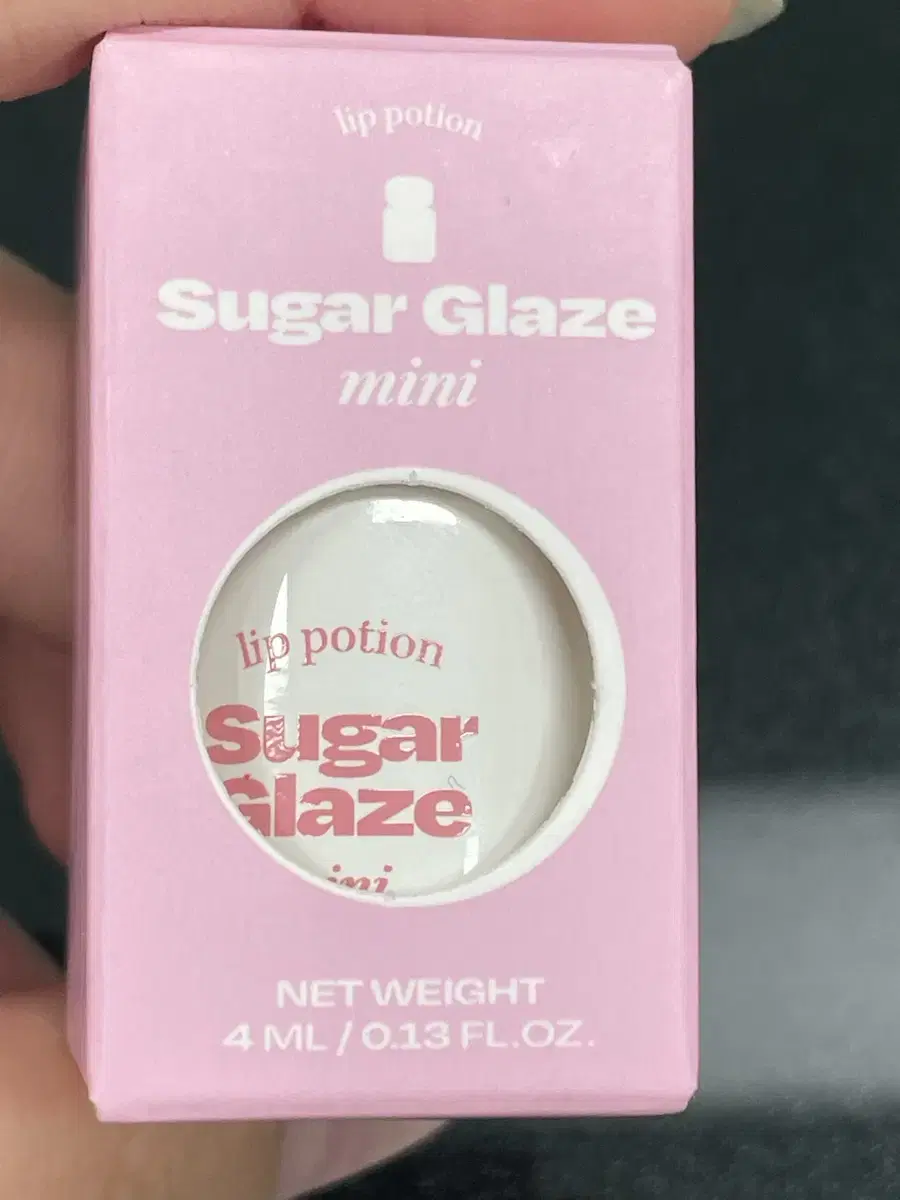 lip potion
Sugar Glaze
mini
lip potion
Sugar
Glaze
NET WEIGHT
4 ML / 0.13 FL.OZ.